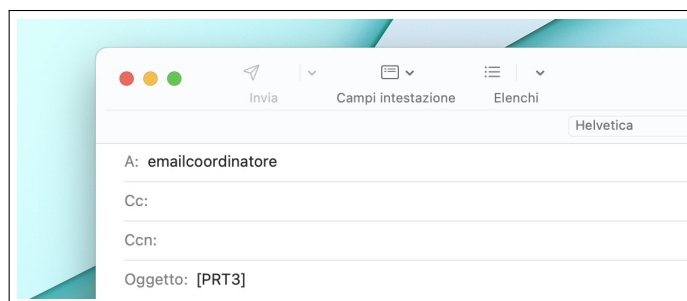 Invia Campi intestazione Elenchi
Helvetica
A: emailcoordinatore
Cc:
Ccn:
Oggetto: [PRT3]